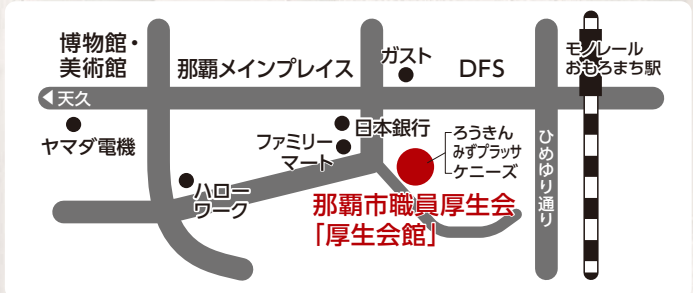 博物館・
美術館
那覇メインプレイス
ガスト
DFS
モノレール
おもろまち駅
天久
ヤマダ電機
日本銀行
ファミリー
マート
ろうきん
みずプラッサ
ケニーズ
ひめゆり通り
ハロー
ワーク
那覇市職員厚生会
「厚生会館」